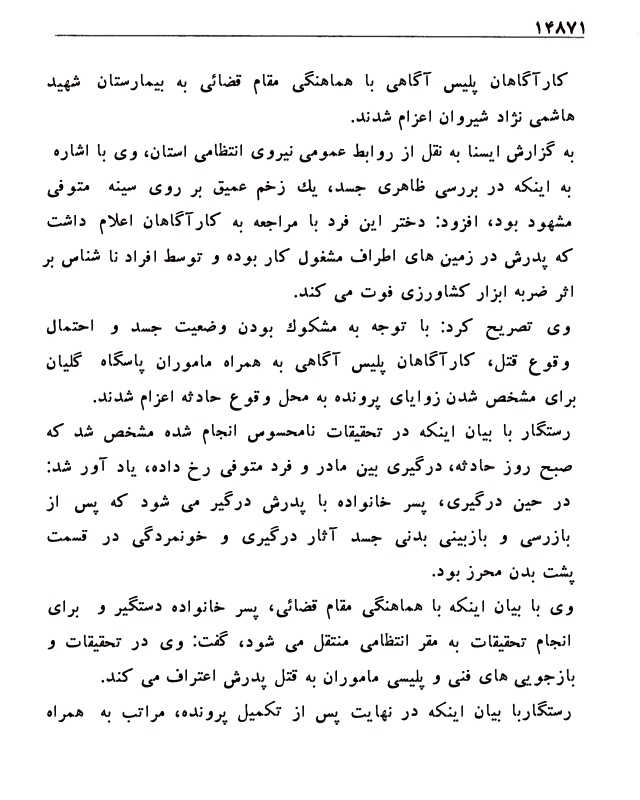 ۱۴۸۷۱
کارآگاهان پلیس آگاهی با هماهنگی مقام قضائی به بیمارستان شهید
هاشمی نژاد شیروان اعزام شدند.
به گزارش ایسنا به نقل از روابط عمومی نیروی انتظامی استان، وی با اشاره
به اینکه در بررسی ظاهری جسد، یك زخم عمیق بر روی سینه متوفی
مشهود بود، افزود: دختر این فرد با مراجعه به کارآگاهان اعلام داشت
که پدرش در زمین های اطراف مشغول کار بوده و توسط افراد نا شناس بر
اثر ضربه ابزار کشاورزی فوت می کند.
وی تصریح کرد: با توجه به مشکوك بودن وضعیت جسد و احتمال
وقوع قتل، کارآگاهان پلیس آگاهی به همراه ماموران پاسگاه گلیان
برای مشخص شدن زوایای پرونده به محل وقوع حادثه اعزام شدند.
رستگار با بیان اینکه در تحقیقات نامحسوس انجام شده مشخص شد که
صبح روز حادثه، درگیری بین مادر و فرد متوفی رخ داده، یاد آور شد:
در حین درگیری، پسر خانواده با پدرش درگیر می شود که پس از
بازرسی و بازبینی بدنی جسد آثار درگیری و خونمردگی در قسمت
پشت بدن محرز بود.
وی با بیان اینکه با هماهنگی مقام قضائی، پسر خانواده دستگیر و برای
انجام تحقیقات به مقر انتظامی منتقل می شود، گفت: وی در تحقیقات و
بازجویی های فنی و پلیسی ماموران به قتل پدرش اعتراف می کند.
رستگاربا بیان اینکه در نهایت پس از تکمیل پرونده، مراتب به همراه